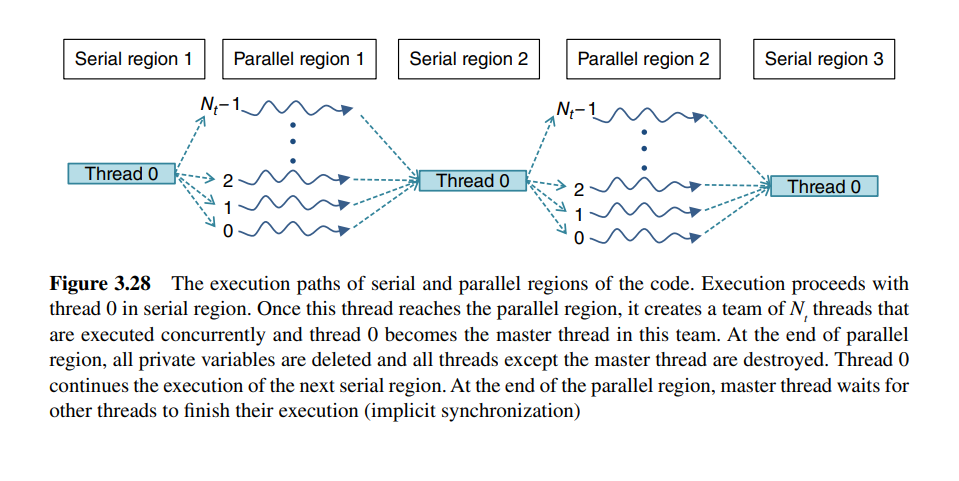 Serial region 1
Parallel region 1
Serial region 2
Parallel region 2
Serial region 3
Nt−1
Thread 0
2
1
0
Thread 0
Nt−1
2
1
0
Thread 0
Figure 3.28 The execution paths of serial and parallel regions of the code. Execution proceeds with
thread 0 in serial region. Once this thread reaches the parallel region, it creates a team of Nt threads that
are executed concurrently and thread 0 becomes the master thread in this team. At the end of parallel
region, all private variables are deleted and all threads except the master thread are destroyed. Thread 0
continues the execution of the next serial region. At the end of the parallel region, master thread waits for
other threads to finish their execution (implicit synchronization)